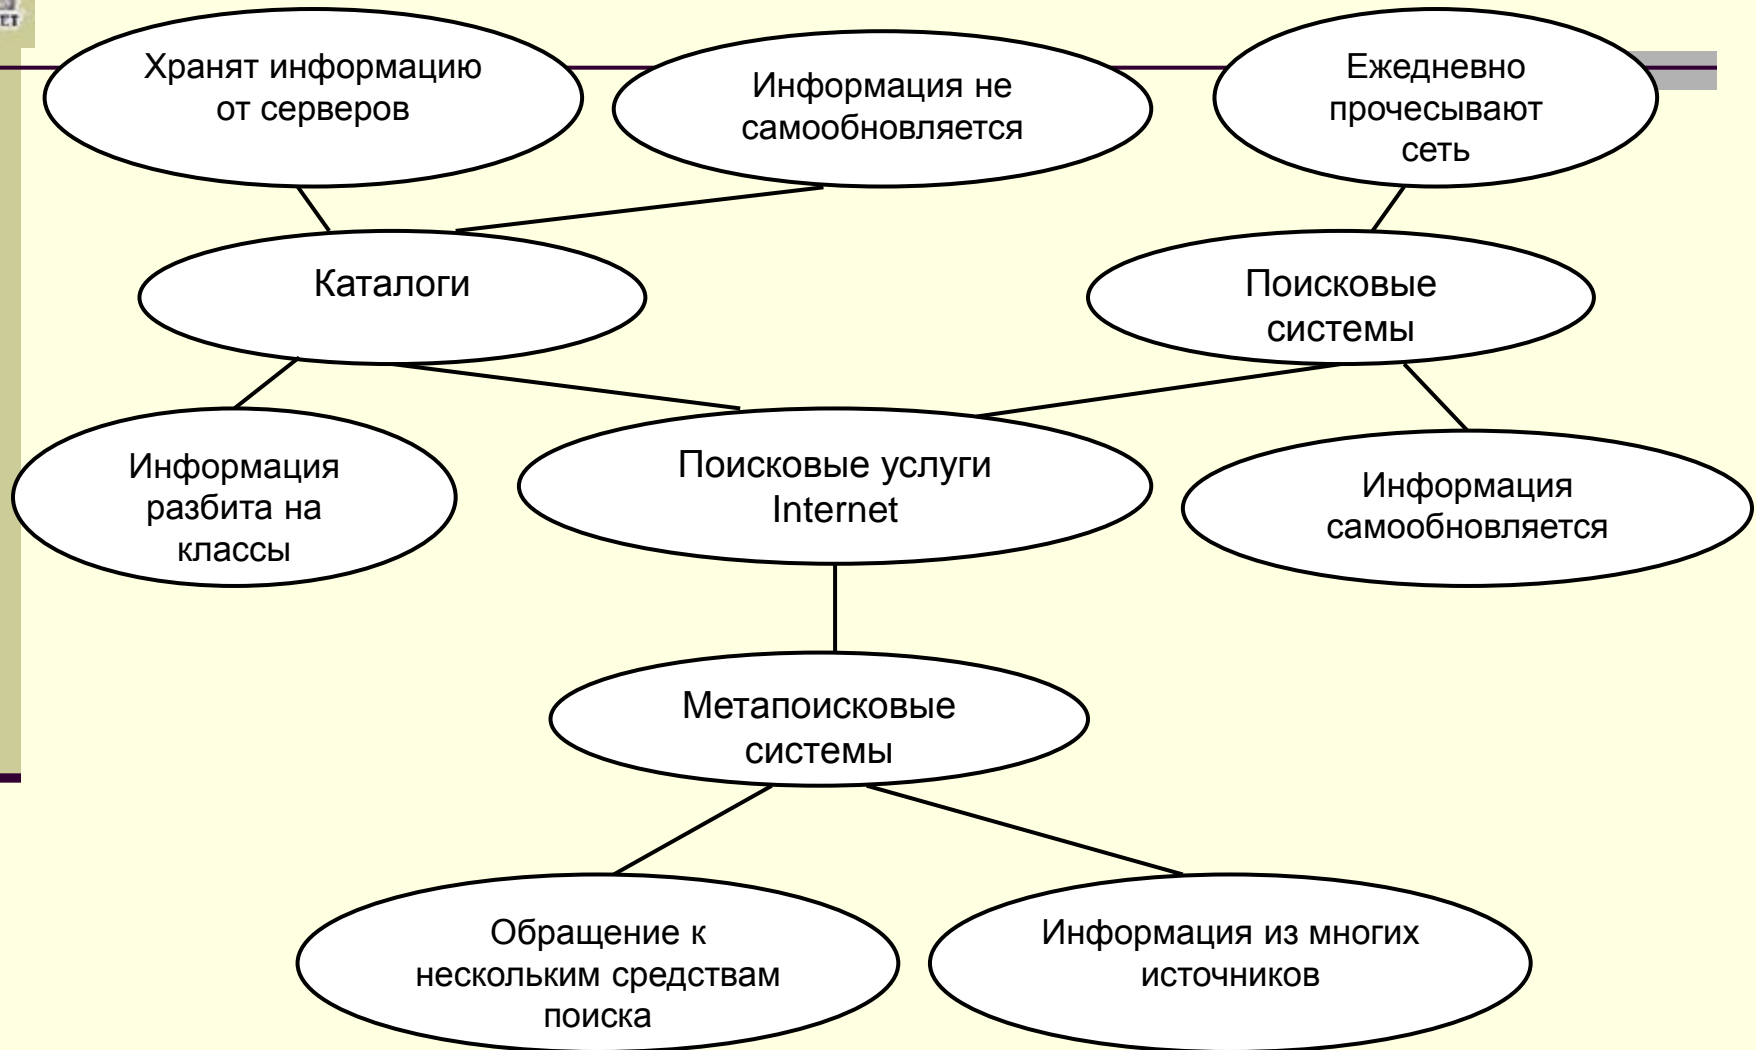 Хранят информацию
от серверов
Информация не
самообновляется
Ежедневно
прочесывают
сеть
Каталоги
Поисковые
системы
Информация
разбита на
классы
Поисковые услуги
Internet
Информация
самообновляется
Метапоисковые
системы
Обращение к
нескольким средствам
поиска
Информация из многих
источников